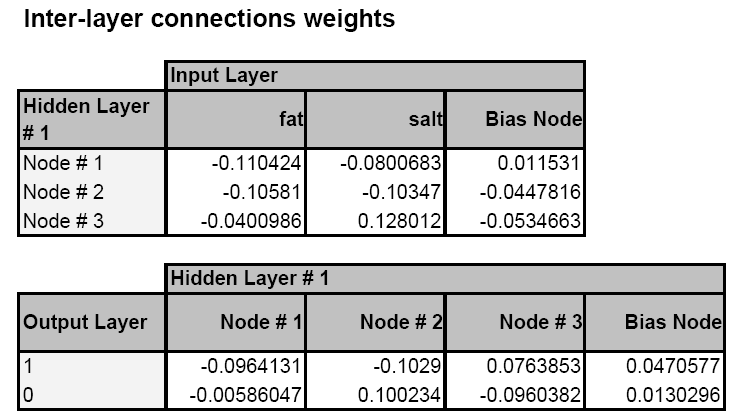 Inter-layer connections weights
Input Layer
Hidden Layer # 1 fat salt Bias Node
Node # 1 -0.110424 -0.0800683 0.011531
Node # 2 -0.10581 -0.10347 -0.0447816
Node # 3 -0.0400986 0.128012 -0.0534663
Hidden Layer # 1
Output Layer Node # 1 Node # 2 Node # 3 Bias Node
1 -0.0964131 -0.1029 0.0763853 0.0470577
0 -0.00586047 0.100234 -0.0960382 0.0130296